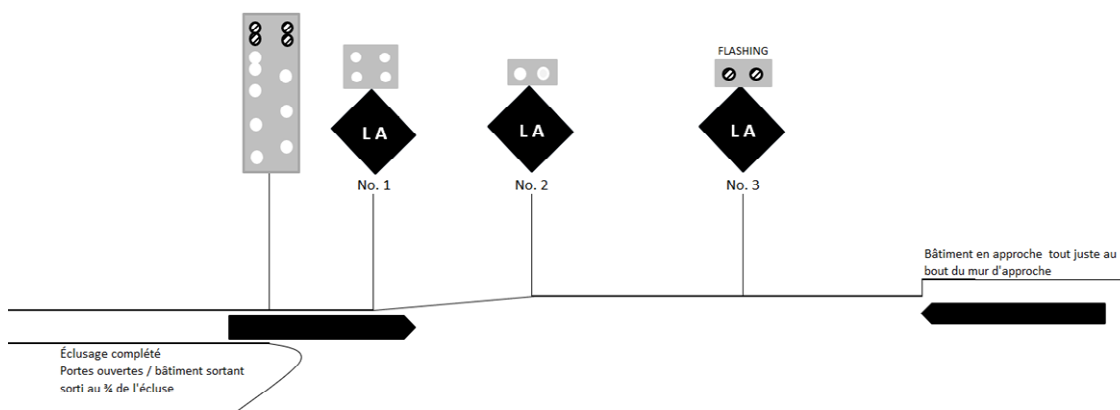 FLASHING
L A
L A
L A
No. 1
No. 2
No. 3
Bâtiment en approche tout juste au
bout du mur d'approche
Éclusage complété
Portes ouvertes / bâtiment sortant
sorti au ¾ de l'écluse